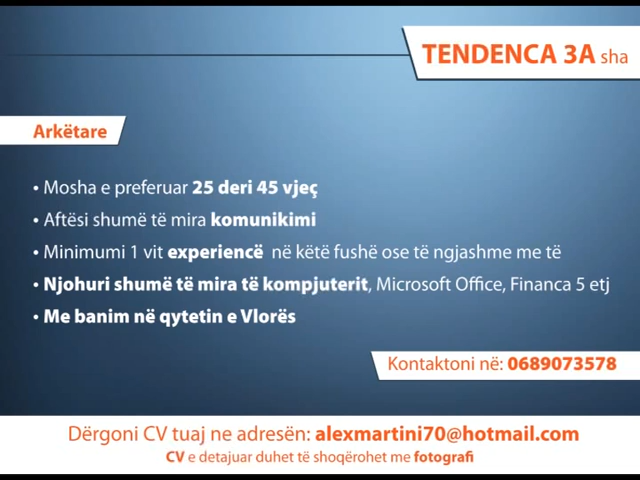 TENDENCA 3A sha
Arkëtare
• Mosha e preferuar 25 deri 45 vjeç
• Aftësi shumë të mira komunikimi
• Minimumi 1 vit experiencë në këtë fushë ose të ngjashme me të
• Njohuri shumë të mira të kompjuterit, Microsoft Office, Financa 5 etj
• Me banim në qytetin e Vlorës
Kontaktoni në: 0689073578
Dërgoni CV tuaj ne adresën: alexmartini70@hotmail.com
CV e detajuar duhet të shoqërohet me fotografi